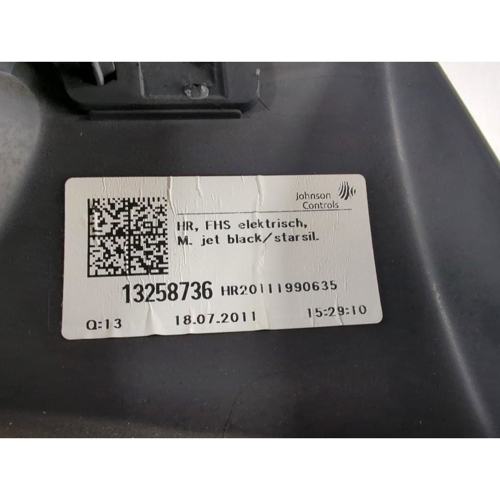 Johnson
Controls
HR, FHS elektrisch,
M. jet black/starsil.
13258736 HR20111990635
Q:13 18.07.2011 15:29:10